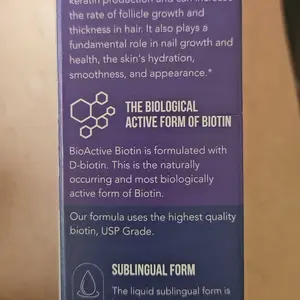 keratin production and can increase
the rate of follicle growth and
thickness in hair. It also plays a
fundamental role in nail growth and
health, the skin's hydration,
smoothness, and appearance.*
THE BIOLOGICAL
ACTIVE FORM OF BIOTIN
BioActive Biotin is formulated with
D-biotin. This is the naturally
occurring and most biologically
active form of Biotin.
Our formula uses the highest quality
biotin, USP Grade.
SUBLINGUAL FORM
The liquid sublingual form is